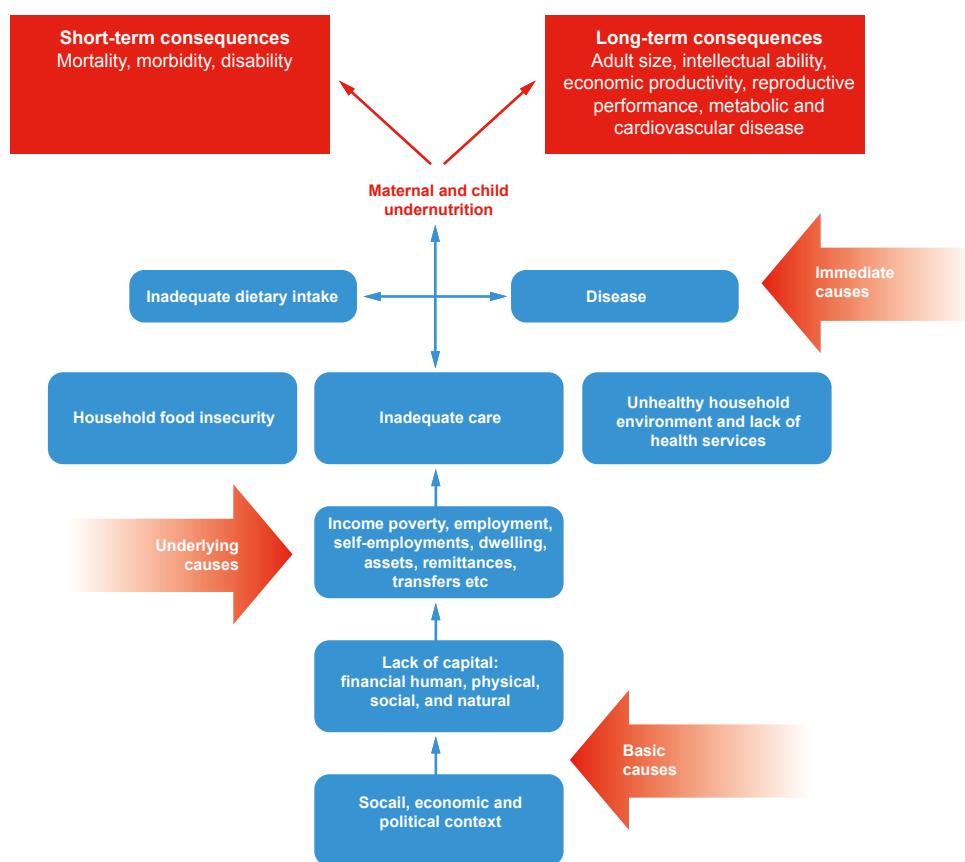 Short-term consequences
Mortality, morbidity, disability
Long-term consequences
Adult size, intellectual ability,
economic productivity, reproductive
performance, metabolic and
cardiovascular disease
Maternal and child
undernutrition
Inadequate dietary intake
Disease
Immediate
causes
Household food insecurity
Inadequate care
Unhealthy household
environment and lack of
health services
Underlying
causes
Income poverty, employment,
self-employments, dwelling,
assets, remittances,
transfers etc
Lack of capital:
financial human, physical,
social, and natural
Basic
causes
Socail, economic and
political context